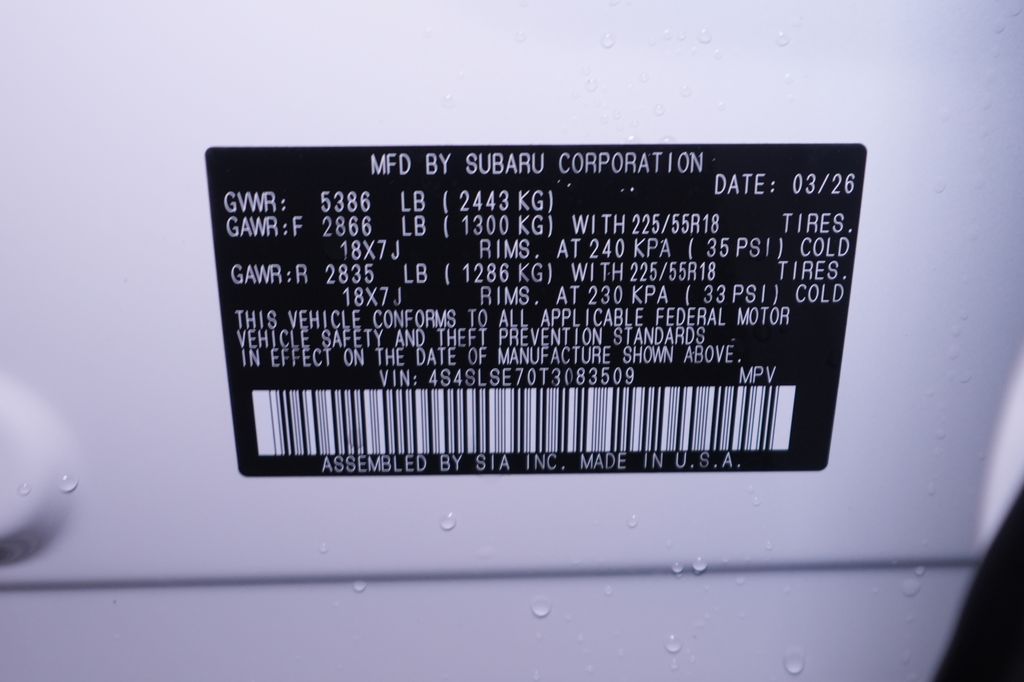 MFD BY SUBARU CORPORATION
DATE: 03/26
GVWR: 5386 LB (2443 KG)
GAWR:F 2866 LB (1300 KG) WITH 225/55R18 TIRES.
18X7J RIMS. AT 240 KPA (35 PSI) COLD
GAWR:R 2835 LB (1286 KG) WITH 225/55R18 TIRES.
18X7J RIMS. AT 230 KPA (33 PSI) COLD
THIS VEHICLE CONFORMS TO ALL APPLICABLE FEDERAL MOTOR
VEHICLE SAFETY AND THEFT PREVENTION STANDARDS
IN EFFECT ON THE DATE OF MANUFACTURE SHOWN ABOVE.
VIN: 4S4SLSE70T3083509 MPV
ASSEMBLED BY SIA INC. MADE IN U.S.A.